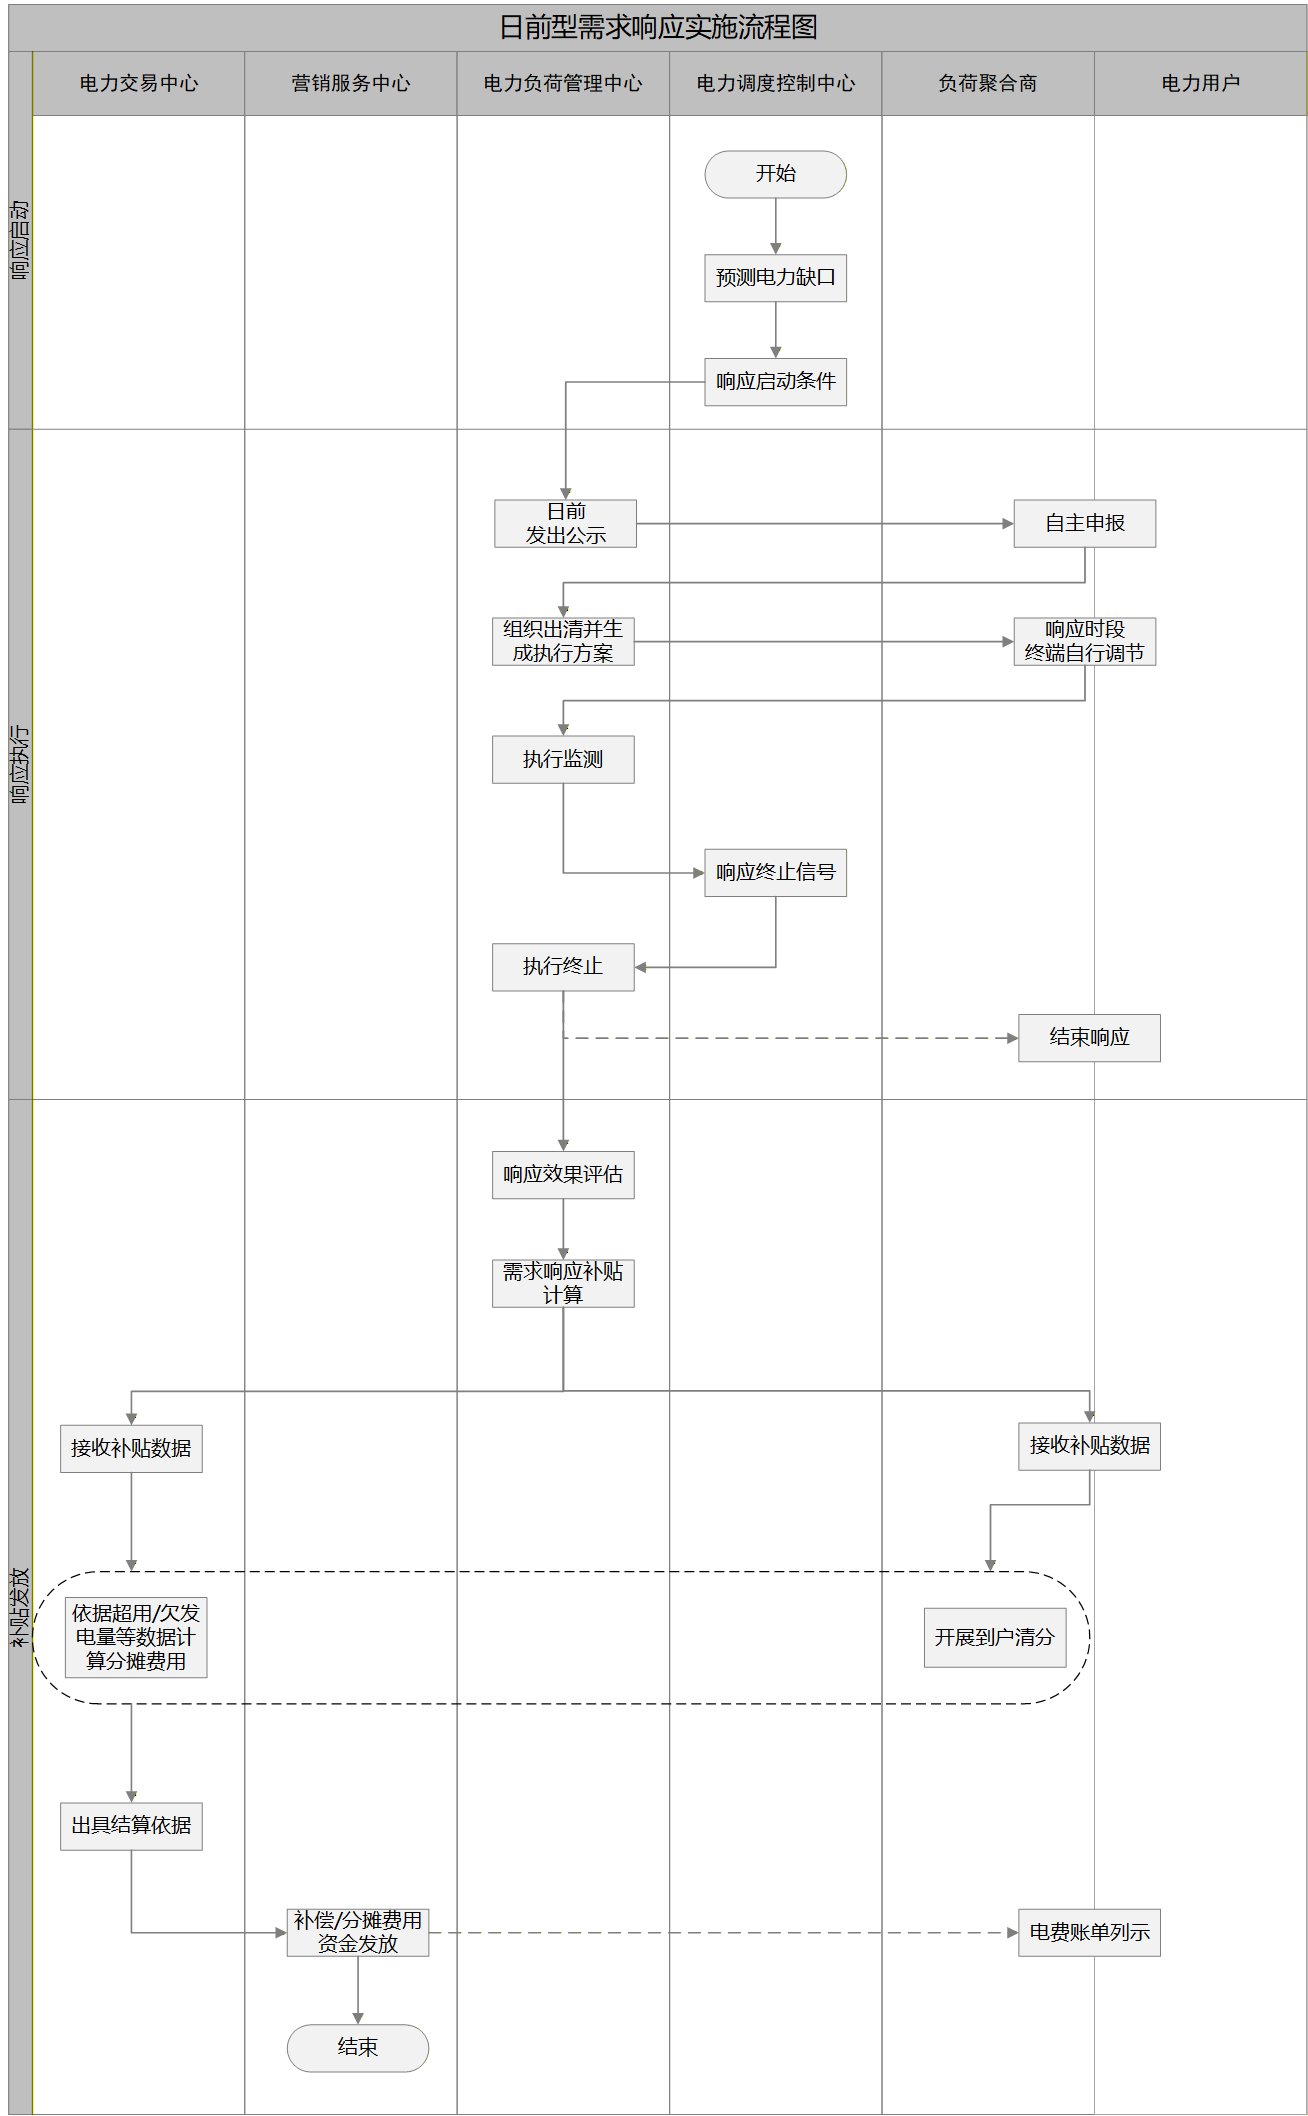 日前型需求响应实施流程图
电力交易中心
营销服务中心
电力负荷管理中心
电力调度控制中心
负荷聚合商
电力用户
响应启动
开始
预测电力缺口
响应启动条件
响应执行
日前
发出公示
自主申报
组织出清并生
成执行方案
响应时段
终端自行调节
执行监测
响应终止信号
执行终止
结束响应
补贴发放
响应效果评估
需求响应补贴
计算
接收补贴数据
接收补贴数据
依据超用/欠发
电量等数据计
算分摊费用
开展到户清分
出具结算依据
补偿/分摊费用
资金发放
电费账单列示
结束